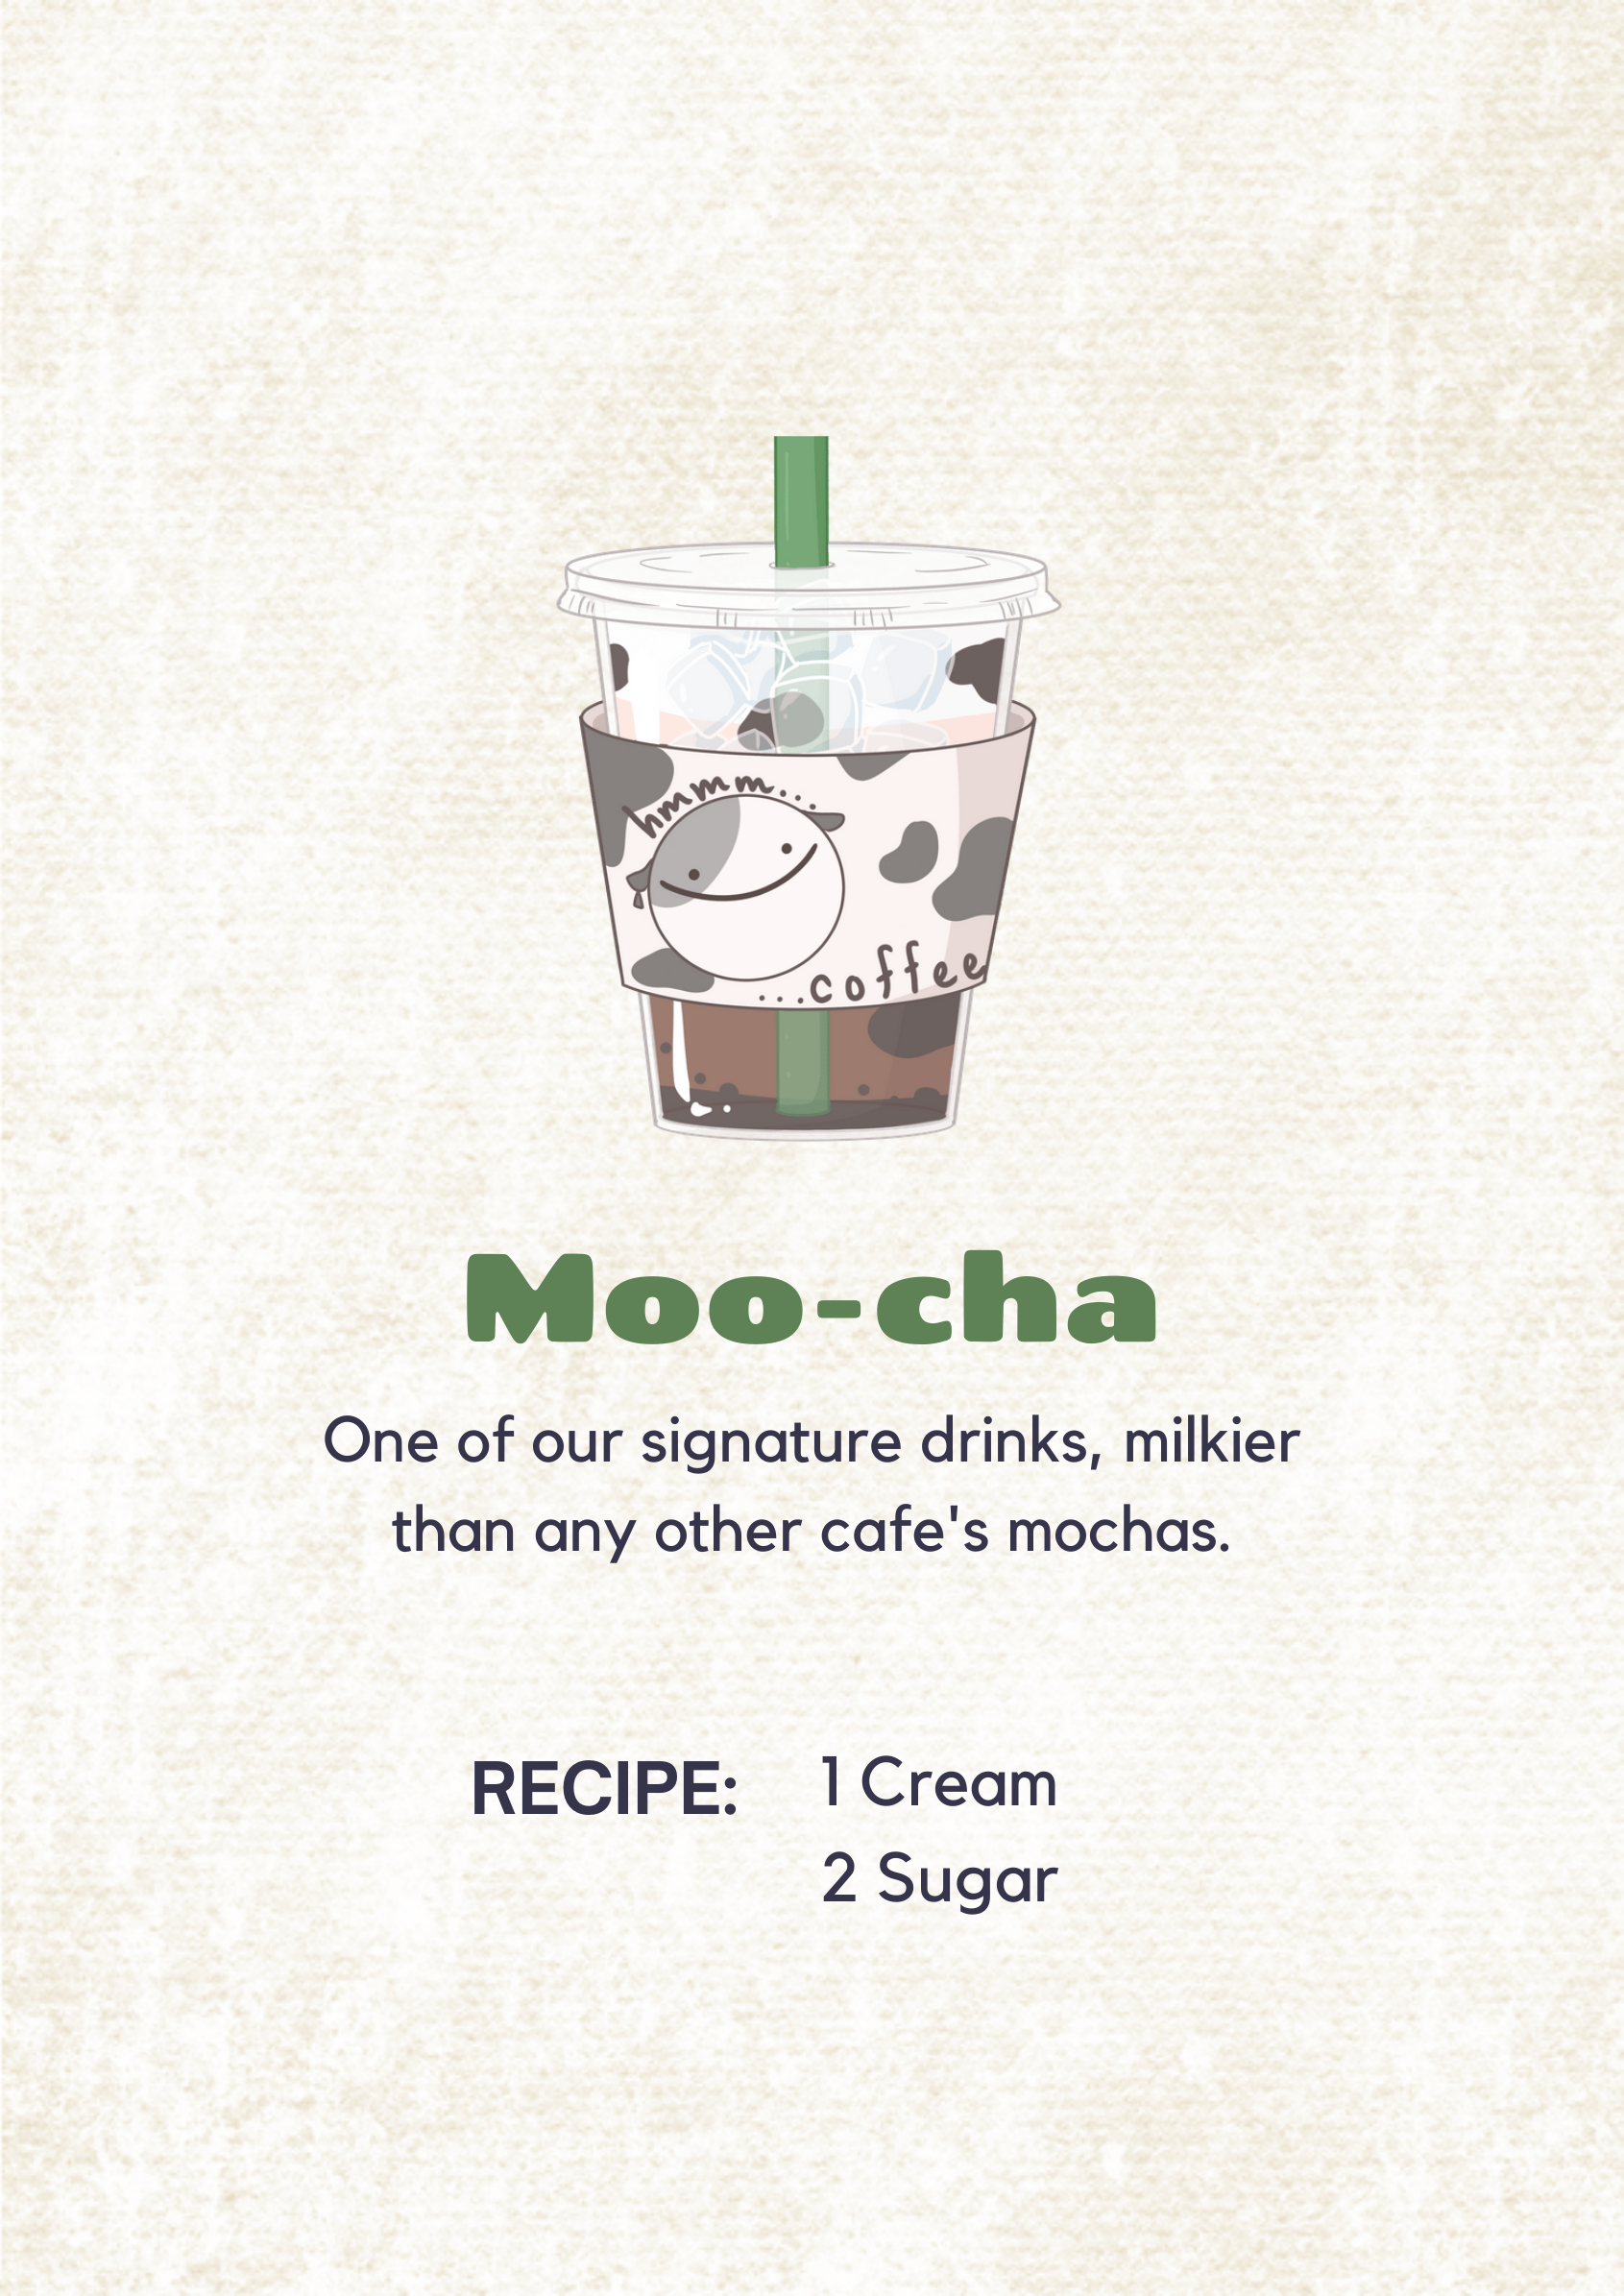 hmmm...
...coffee
Moo-cha
One of our signature drinks, milkier
than any other cafe's mochas.
RECIPE:
1 Cream
2 Sugar